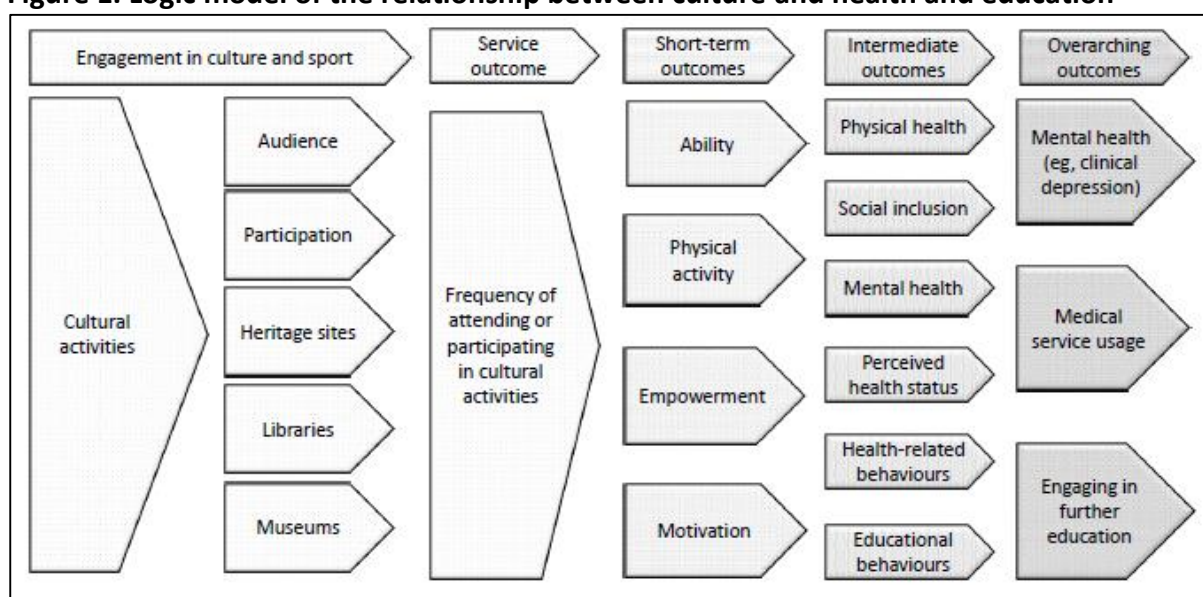 Figure 1: Logic model of the relationship between culture and health and education
Engagement in culture and sport
Service
outcome
Short-term
outcomes
Intermediate
outcomes
Overarching
outcomes
Cultural
activities
Audience
Participation
Heritage sites
Libraries
Museums
Frequency of
attending or
participating
in cultural
activities
Ability
Physical
activity
Empowerment
Motivation
Physical health
Social inclusion
Mental health
Perceived
health status
Health-related
behaviours
Educational
behaviours
Mental health
(eg, clinical
depression)
Medical
service usage
Engaging in
further
education